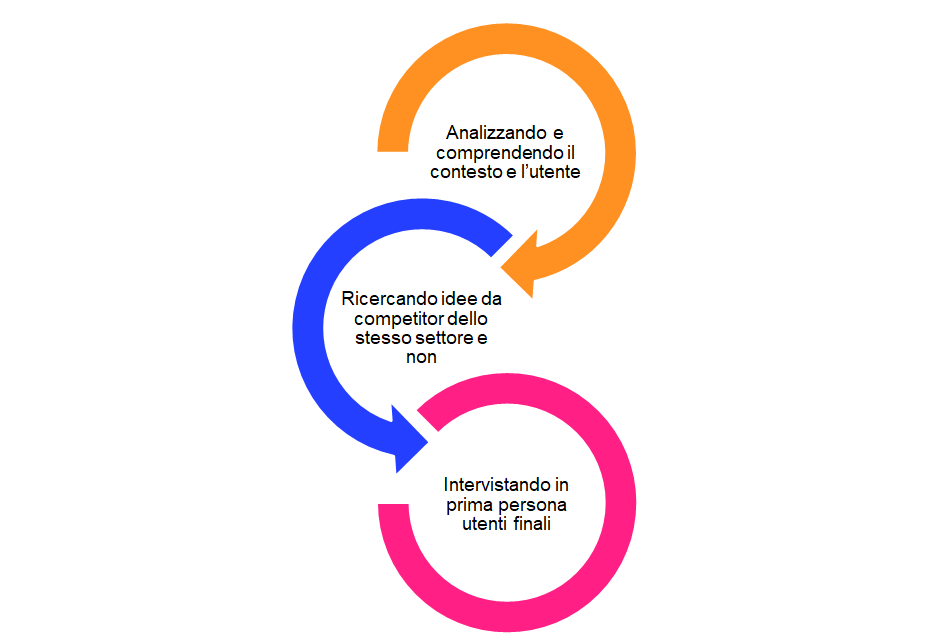 Analizzando e
comprendendo il
contesto e l’utente
Ricercando idee da
competitor dello
stesso settore e
non
Intervistando in
prima persona
utenti finali